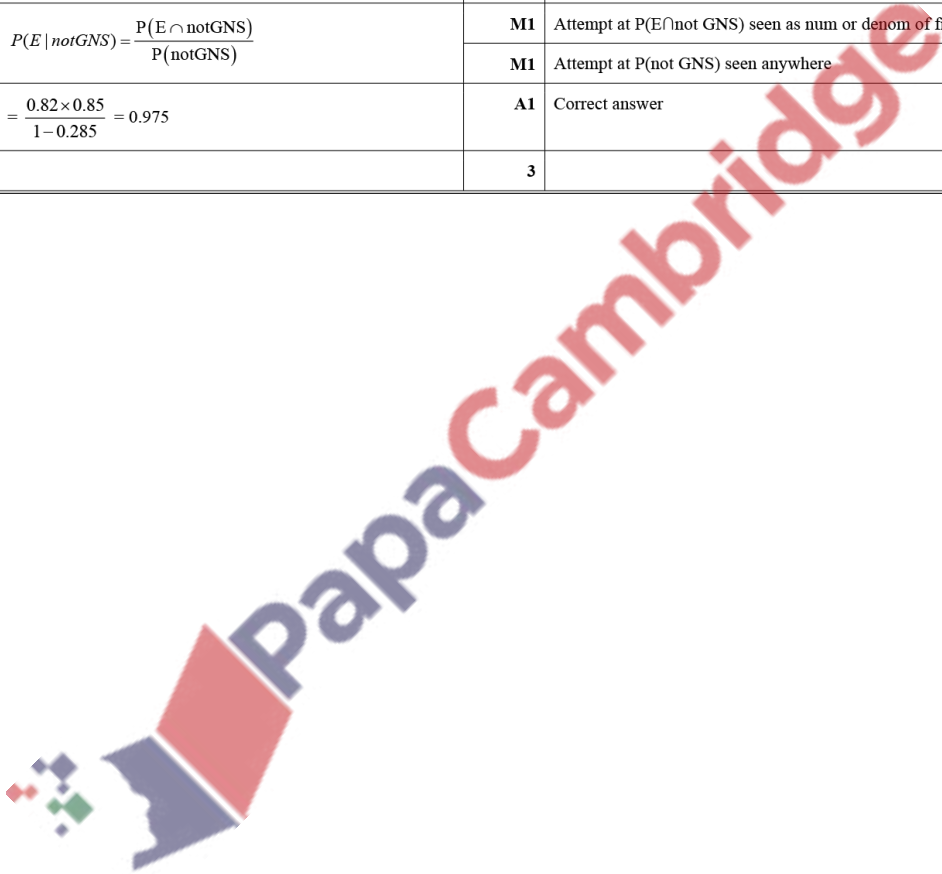 P(E | notGNS) = P(E ∩ notGNS) / P(notGNS)
M1 Attempt at P(E∩not GNS) seen as num or denom of
M1 Attempt at P(not GNS) seen anywhere
= 0.82 × 0.85 / 1 − 0.285 = 0.975
A1 Correct answer
3
PapaCambridge